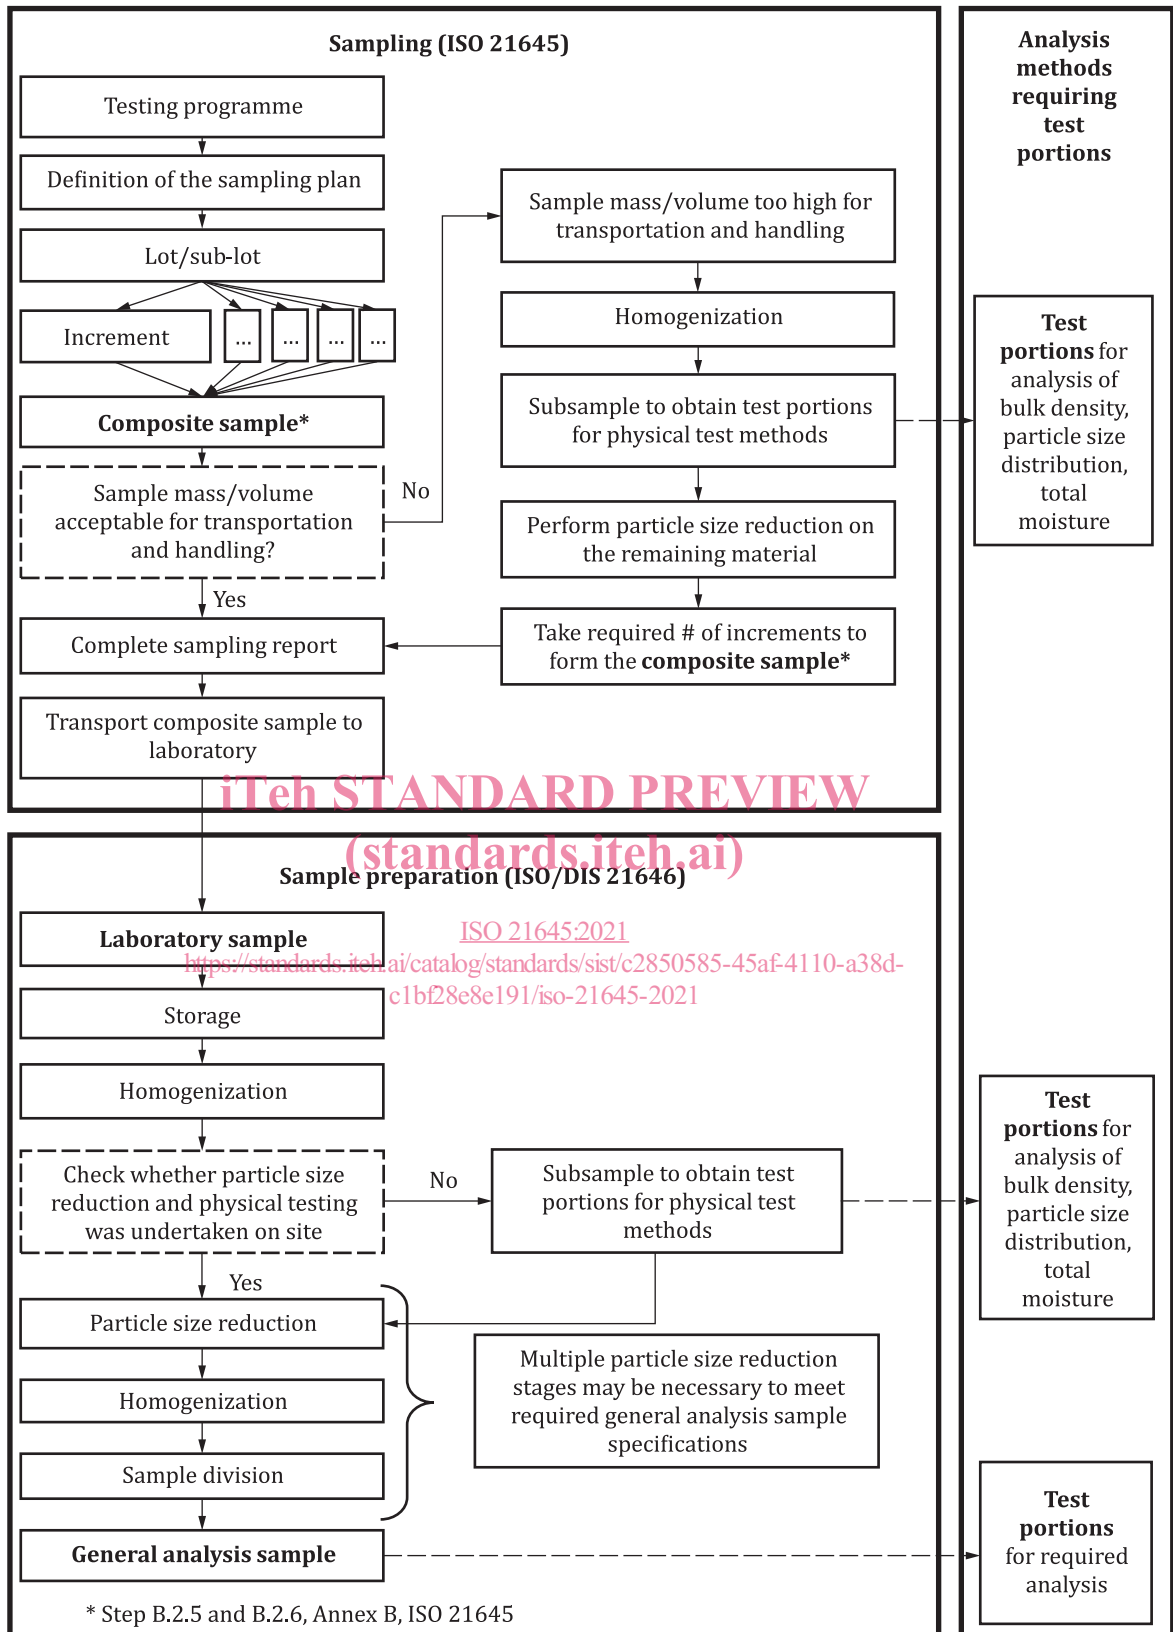 Sampling (ISO 21645)
Testing programme
Definition of the sampling plan
Lot/sub-lot
Increment
...
...
...
...
Composite sample*
Sample mass/volume
acceptable for transportation
and handling?
No
Yes
Complete sampling report
Transport composite sample to
laboratory
Sample mass/volume too high for
transportation and handling
Homogenization
Subsample to obtain test portions
for physical test methods
Perform particle size reduction on
the remaining material
Take required # of increments to
form the composite sample*
Analysis
methods
requiring
test
portions
Test
portions for
analysis of
bulk density,
particle size
distribution,
total
moisture
iTeh STANDARD PREVIEW
(standards.iteh.ai)
Sample preparation (ISO/DIS 21646)
ISO 21645:2021
https://standards.iteh.ai/catalog/standards/sist/c2850585-45af-4110-a38d-
c1bf28e8e191/iso-21645-2021
Laboratory sample
Storage
Homogenization
Check whether particle size
reduction and physical testing
was undertaken on site
No
Yes
Subsample to obtain test
portions for physical test
methods
Test
portions for
analysis of
bulk density,
particle size
distribution,
total
moisture
Particle size reduction
Homogenization
Sample division
Multiple particle size reduction
stages may be necessary to meet
required general analysis sample
specifications
General analysis sample
Test
portions
for required
analysis
* Step B.2.5 and B.2.6, Annex B, ISO 21645